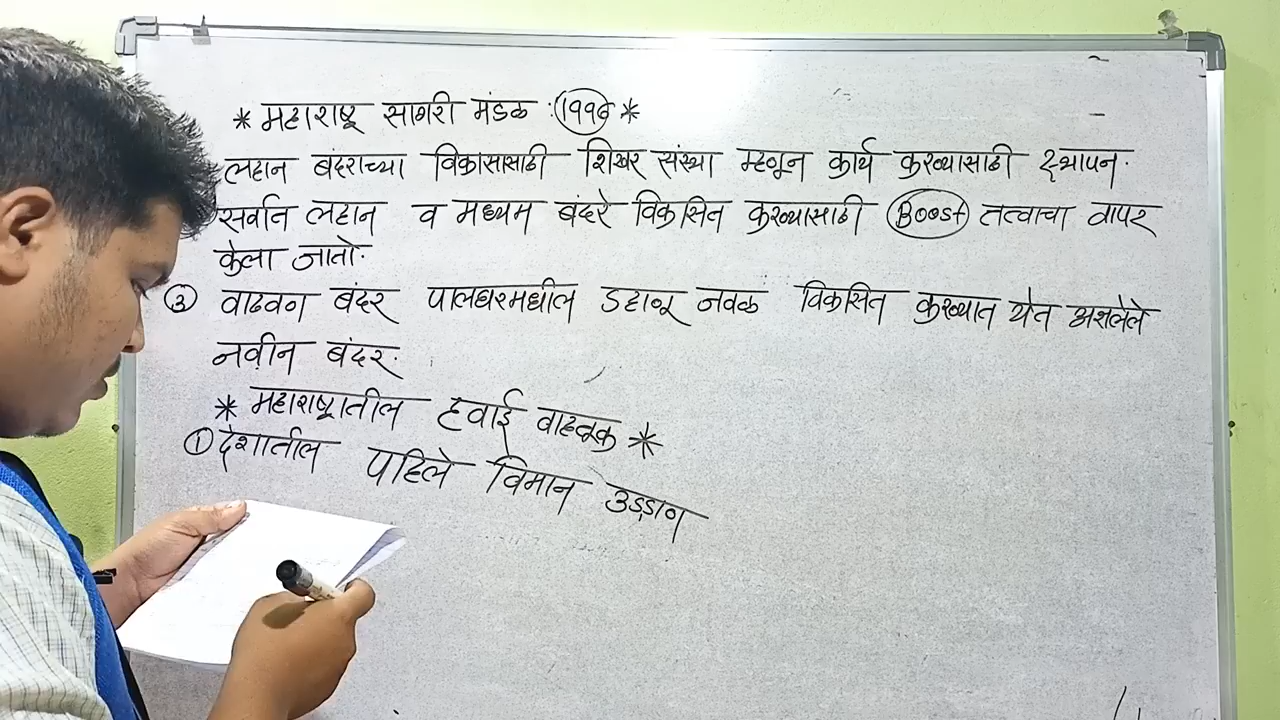 * महाराष्ट्र सागरी मंडळ : १९९६ *
लहान बंदराच्या विकासासाठी शिखर संस्था म्हणून कार्य करण्यासाठी स्थापन.
सर्वात लहान व मध्यम बंदरे विकसित करण्यासाठी Boost तत्वाचा वापर
केला जातो.
③ वाढवण बंदर पालघरमधील डहाणू जवळ विकसित करण्यात येत असलेले
नवीन बंदर.
* महाराष्ट्रातील हवाई वाहतूक *
① देशातील पहिले विमान उड्डाण